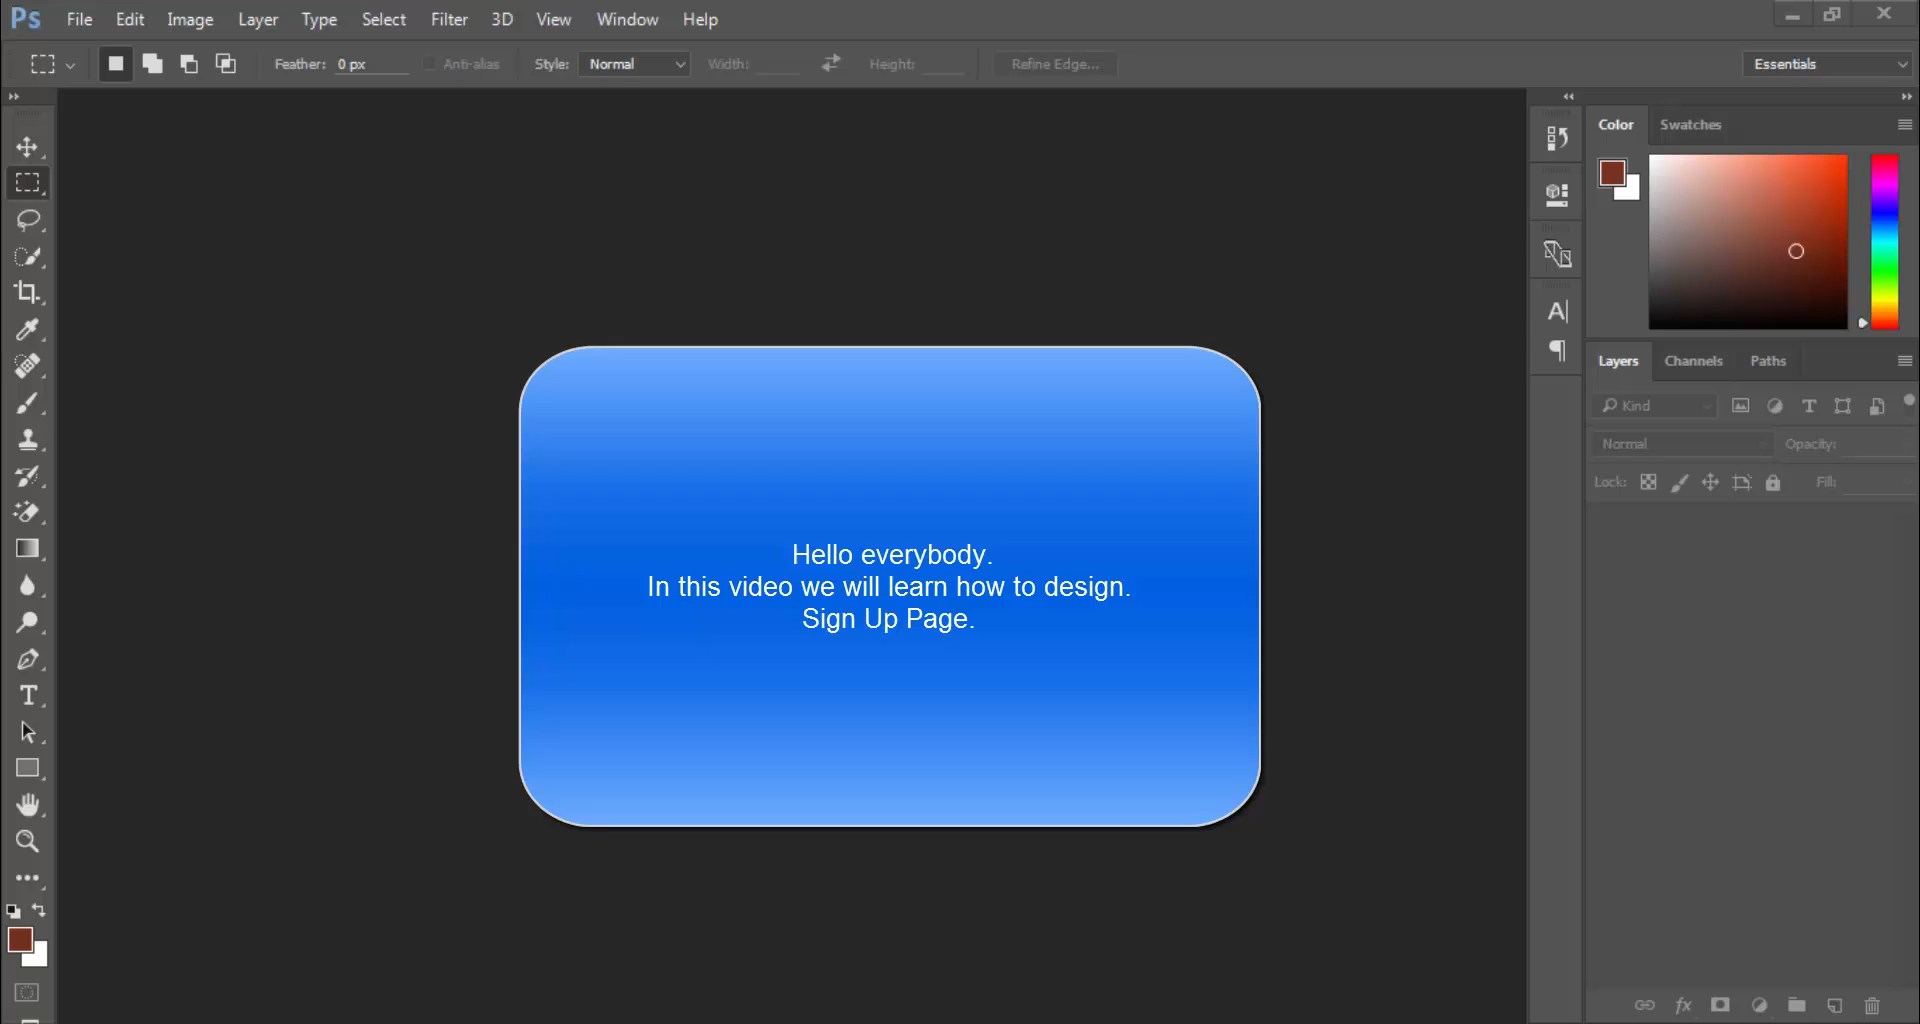 Ps File Edit Image Layer Type Select Filter 3D View Window Help
Feather: 0 px Anti-alias Style: Normal Width: Height: Refine Edge... Essentials
Color Swatches
Layers Channels Paths
Kind
Normal Opacity:
Lock: Fill:
Hello everybody.
In this video we will learn how to design.
Sign Up Page.
fx